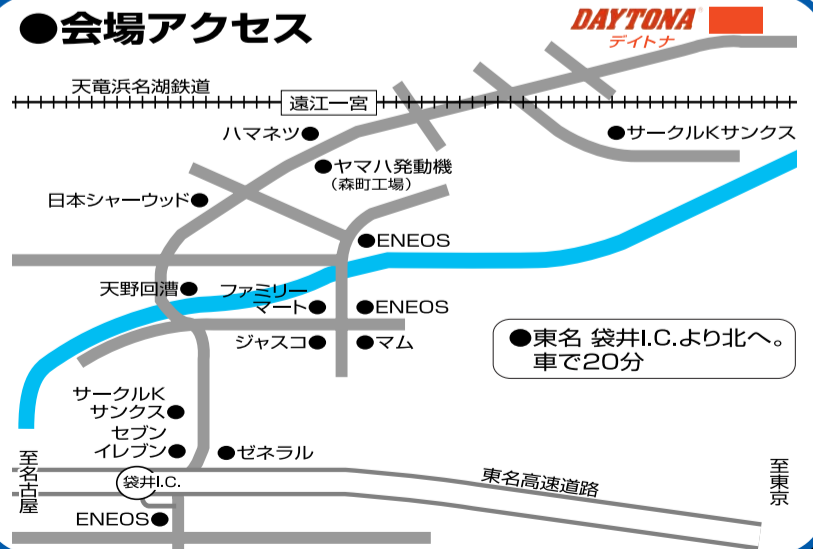 ●会場アクセス
DAYTONA
デイトナ
天竜浜名湖鉄道
遠江一宮
ハマネツ●
●サークルKサンクス
●ヤマハ発動機
(森町工場)
日本シャーウッド●
●ENEOS
天野回漕●
ファミリー
マート●
●ENEOS
ジャスコ●
●マム
●東名 袋井I.C.より北へ。
車で20分
サークルK
サンクス●
セブン
イレブン●
●ゼネラル
至名古屋
袋井I.C.
東名高速道路
至東京
ENEOS●